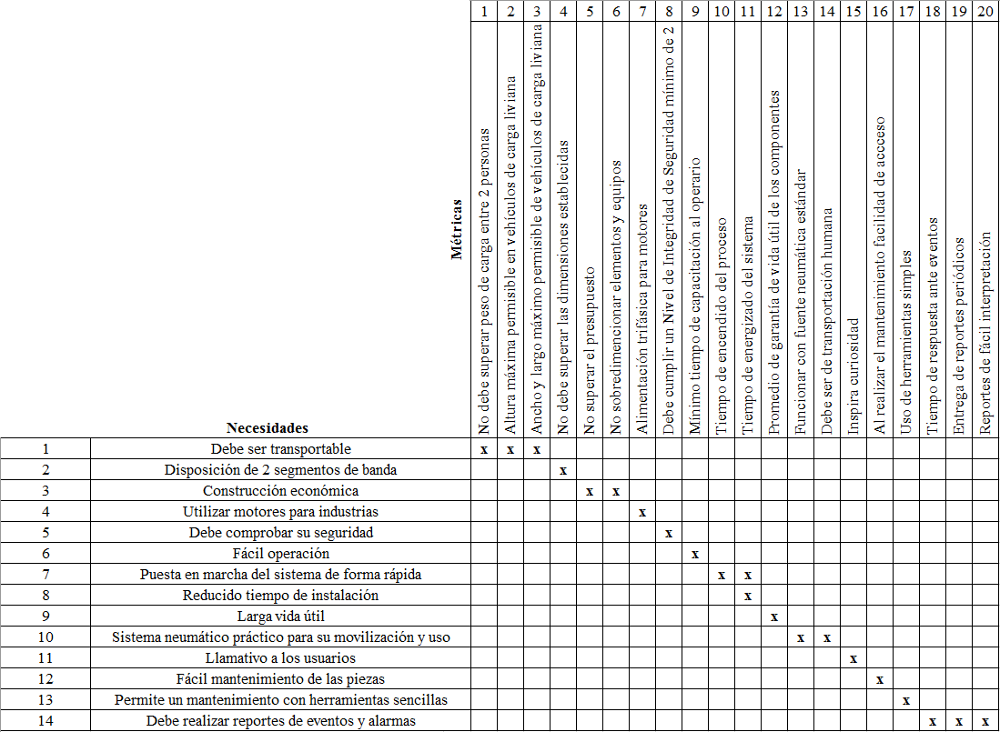 1 2 3 4 5 6 7 8 9 10 11 12 13 14 15 16 17 18 19 20
Métricas
No debe superar peso de carga entre 2 personas
Altura máxima permisible en vehículos de carga liviana
Ancho y largo máximo permisible de vehículos de carga liviana
No debe superar las dimensiones establecidas
No superar el presupuesto
No sobredimencionar elementos y equipos
Alimentación trifásica para motores
Debe cumplir un Nivel de Integridad de Seguridad mínimo de 2
Mínimo tiempo de capacitación al operario
Tiempo de encendido del proceso
Tiempo de energizado del sistema
Promedio de garantía de vida útil de los componentes
Funcionar con fuente neumática estándar
Debe ser de transportación humana
Inspira curiosidad
Al realizar el mantenimiento facilidad de accceso
Uso de herramientas simples
Tiempo de respuesta ante eventos
Entrega de reportes periódicos
Reportes de fácil interpretación
Necesidades
1 Debe ser transportable x x x
2 Disposición de 2 segmentos de banda x
3 Construcción económica x x
4 Utilizar motores para industrias x
5 Debe comprobar su seguridad x
6 Fácil operación x
7 Puesta en marcha del sistema de forma rápida x x
8 Reducido tiempo de instalación x
9 Larga vida útil x
10 Sistema neumático práctico para su movilización y uso x x
11 Llamativo a los usuarios x
12 Fácil mantenimiento de las piezas x
13 Permite un mantenimiento con herramientas sencillas x
14 Debe realizar reportes de eventos y alarmas x x x